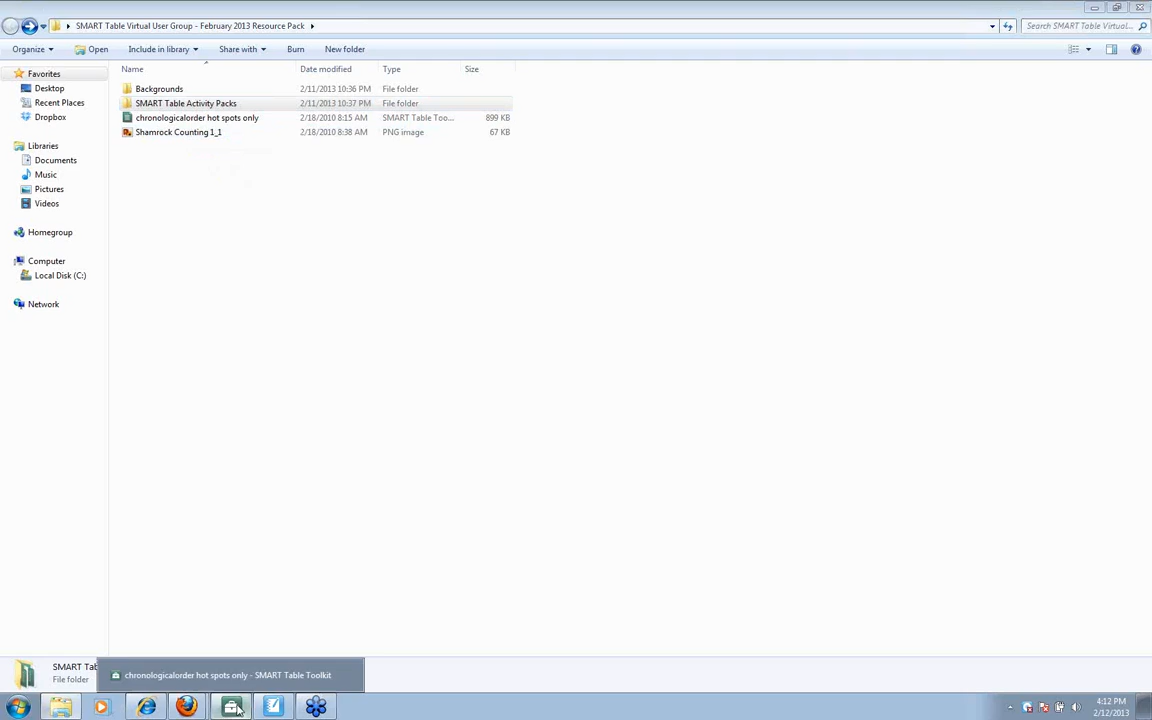 SMART Table Virtual User Group - February 2013 Resource Pack
Search SMART Table Virtual...
Organize Open Include in library Share with Burn New folder
Name Date modified Type Size
Favorites
Desktop
Recent Places
Dropbox
Libraries
Documents
Music
Pictures
Videos
Homegroup
Computer
Local Disk (C:)
Network
Backgrounds 2/11/2013 10:36 PM File folder
SMART Table Activity Packs 2/11/2013 10:37 PM File folder
chronologicalorder hot spots only 2/18/2010 8:15 AM SMART Table Too... 899 KB
Shamrock Counting 1_1 2/18/2010 8:38 AM PNG image 67 KB
SMART Tab
File folder
chronologicalorder hot spots only - SMART Table Toolkit
4:12 PM
2/12/2013